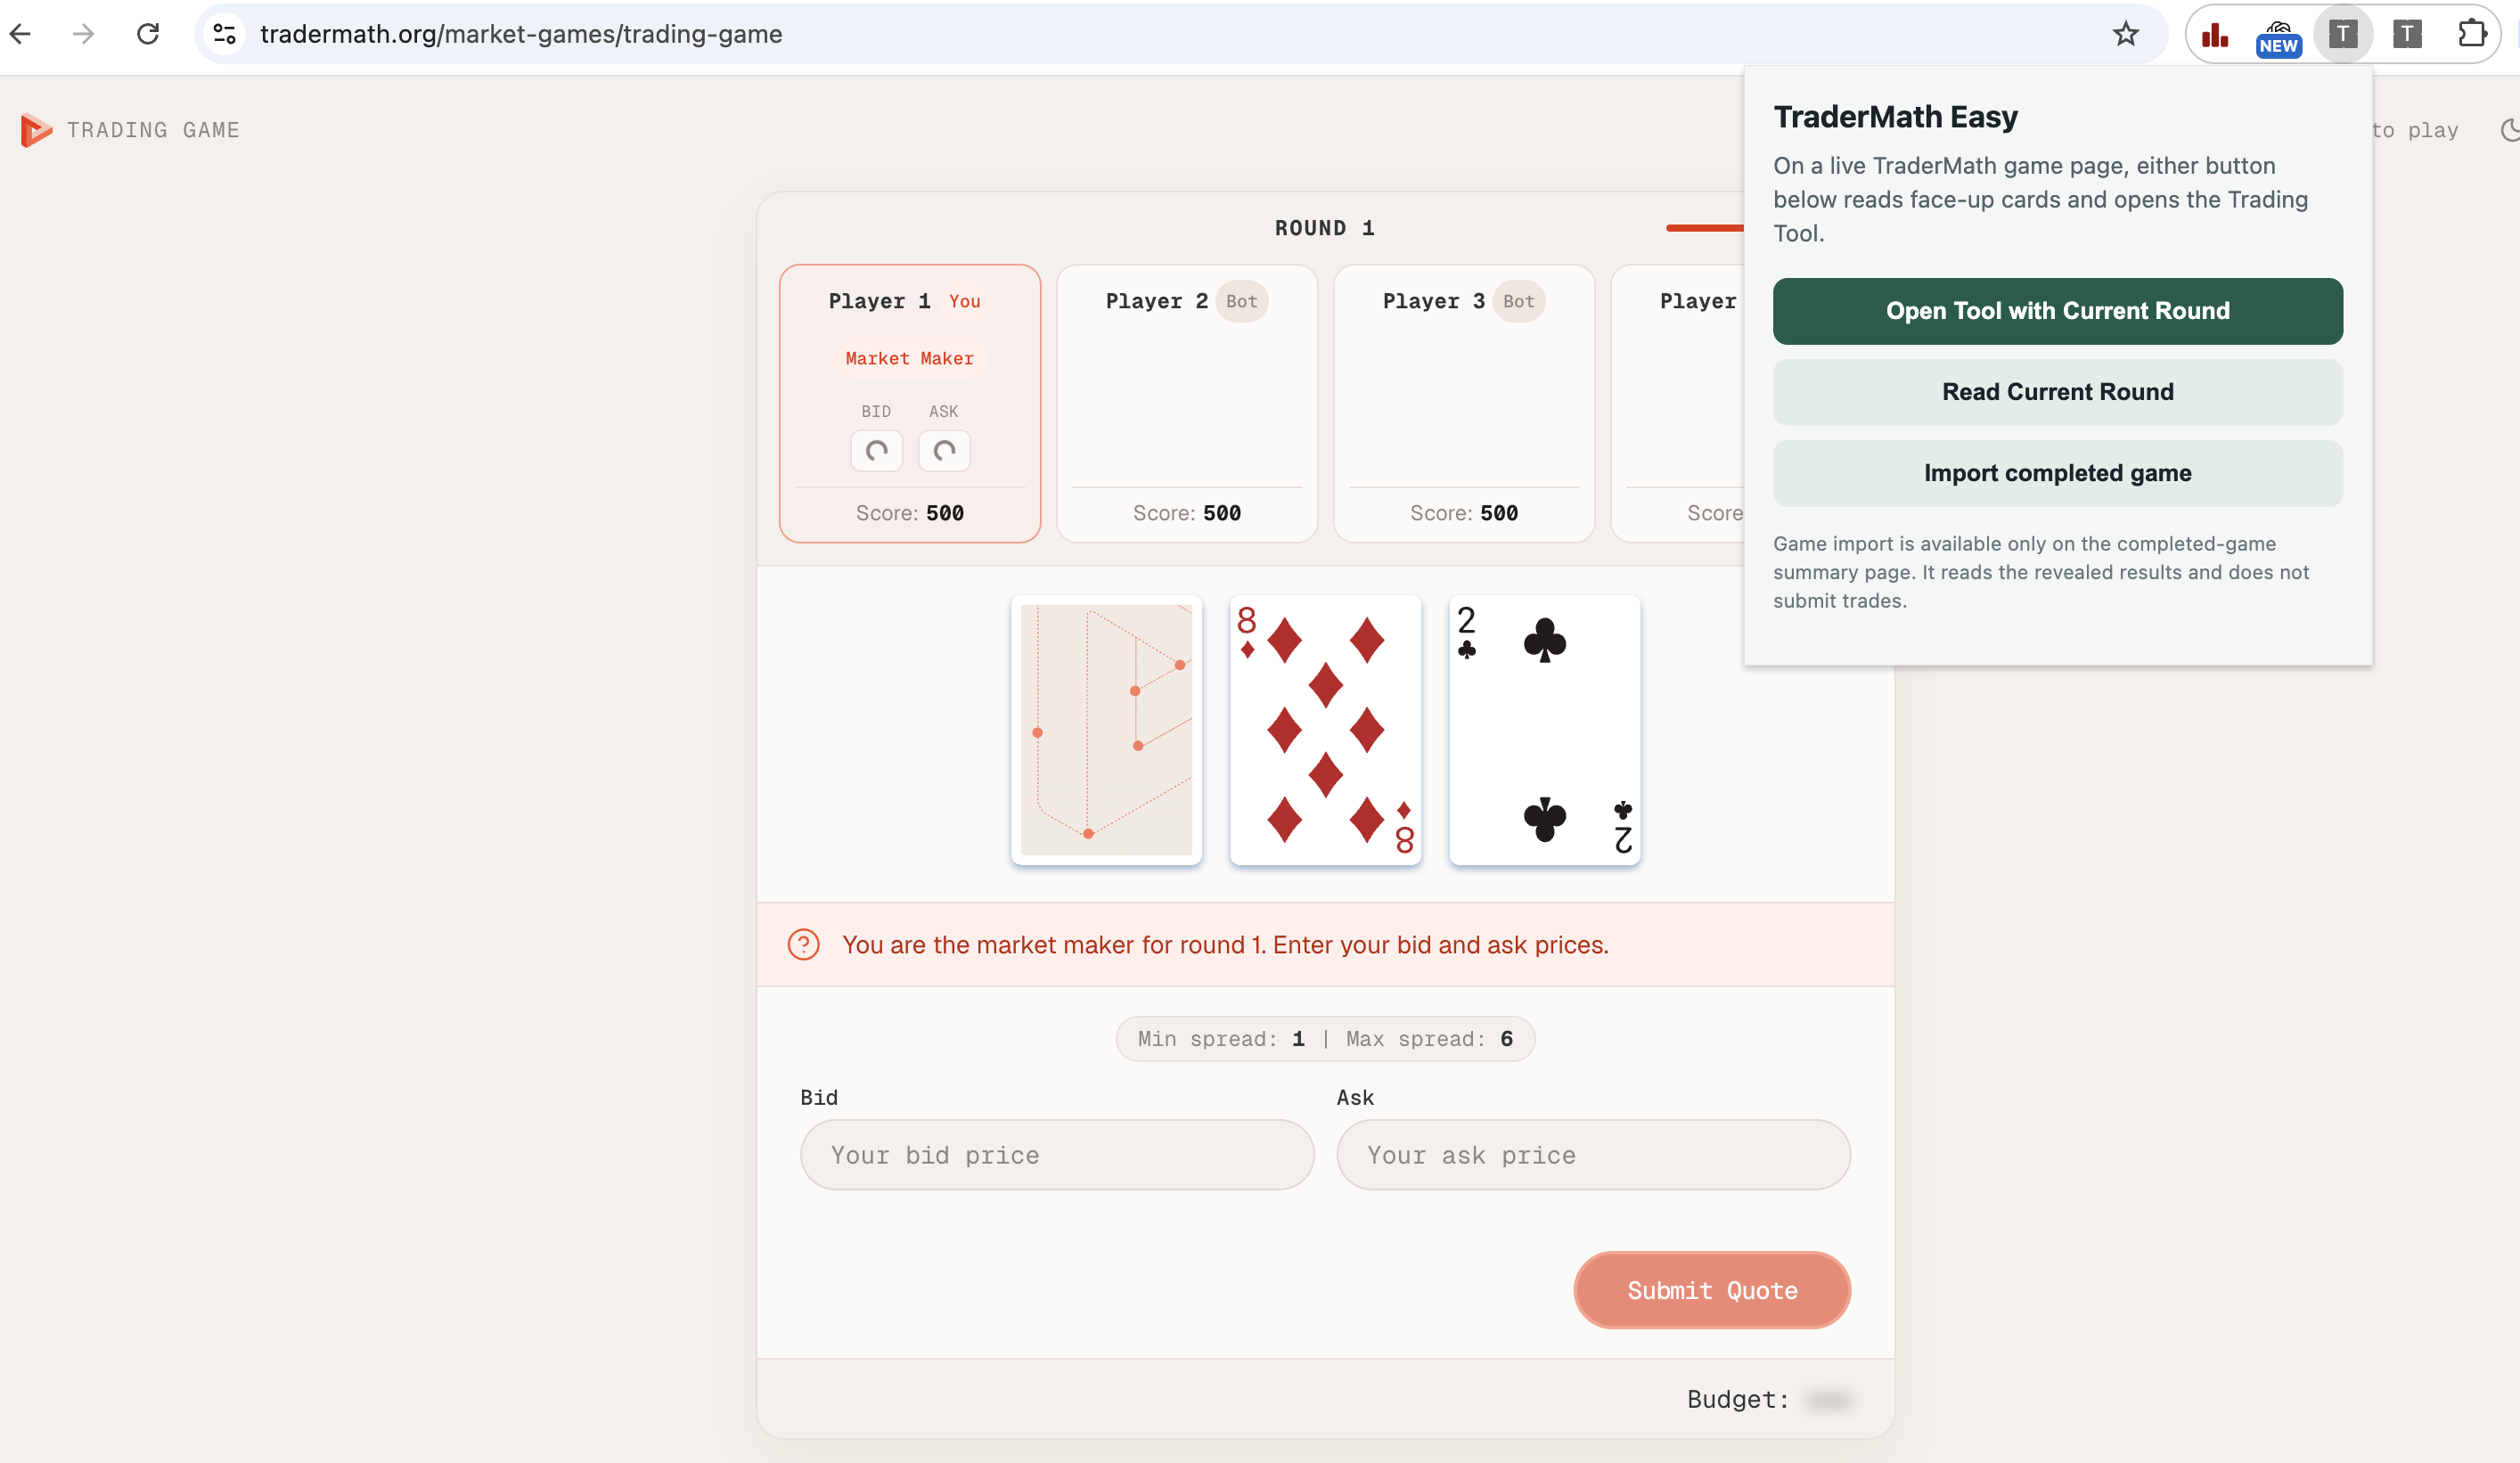 tradermath.org/market-games/trading-game
NEW
T
T
TRADING GAME
to play
TraderMath Easy
On a live TraderMath game page, either button
below reads face-up cards and opens the Trading
Tool.
Open Tool with Current Round
Read Current Round
Import completed game
Game import is available only on the completed-game
summary page. It reads the revealed results and does not
submit trades.
ROUND 1
Player 1 You
Market Maker
BID ASK
Score: 500
Player 2 Bot
Score: 500
Player 3 Bot
Score: 500
Player
Score
8
8
2
2
You are the market maker for round 1. Enter your bid and ask prices.
Min spread: 1 | Max spread: 6
Bid
Your bid price
Ask
Your ask price
Submit Quote
Budget: